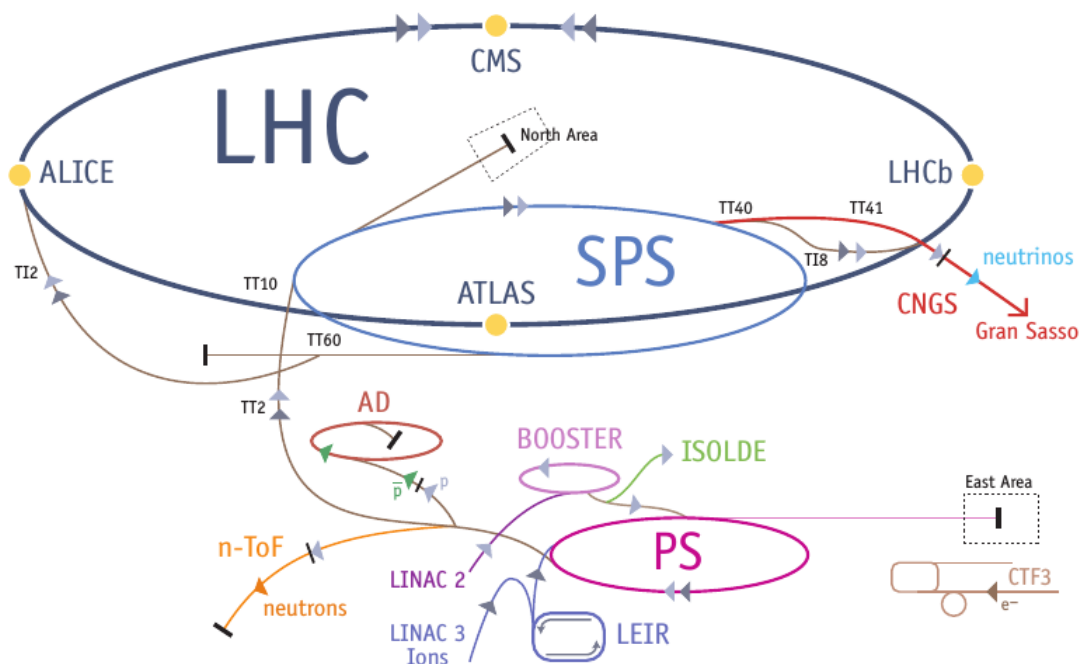 CMS
LHC
North Area
ALICE
LHCb
TT40
TT41
SPS
TI8
neutrinos
TI2
TT10
ATLAS
CNGS
Gran Sasso
TT60
TT2
AD
BOOSTER
ISOLDE
p̅
p
East Area
n-ToF
PS
LINAC 2
CTF3
neutrons
e⁻
LINAC 3
Ions
LEIR